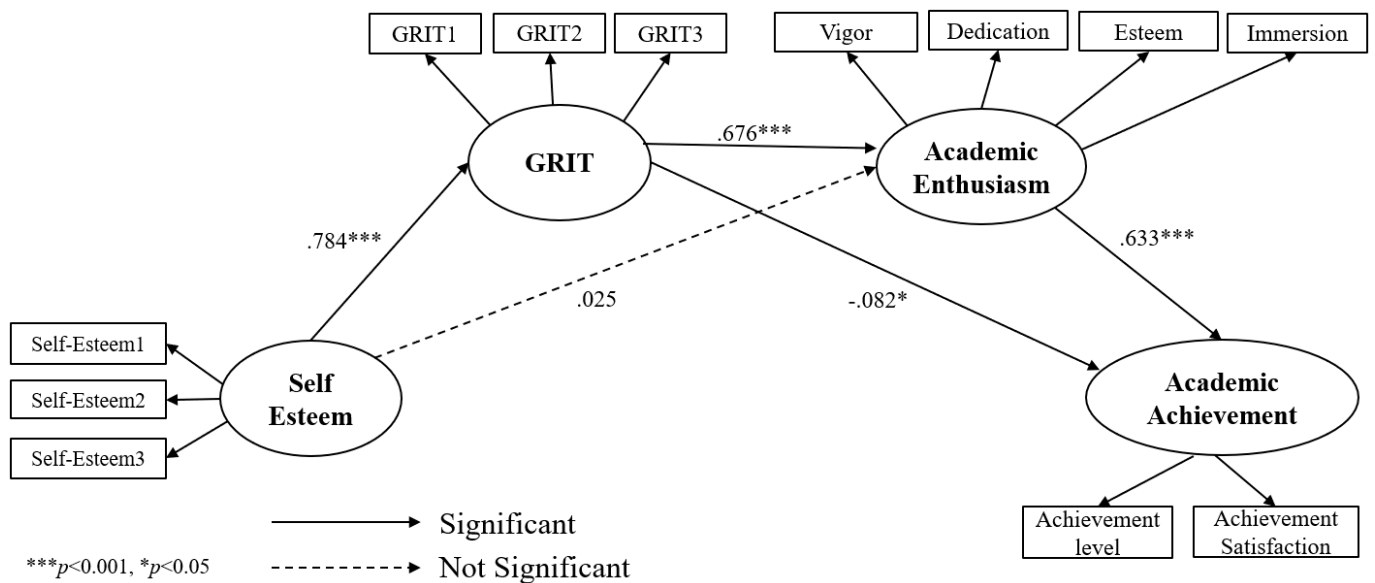 GRIT1
GRIT2
GRIT3
Vigor
Dedication
Esteem
Immersion
GRIT
.676***
Academic
Enthusiasm
.784***
.633***
.025
-.082*
Self-Esteem1
Self-Esteem2
Self-Esteem3
Self
Esteem
Academic
Achievement
Achievement
level
Achievement
Satisfaction
Significant
***p<0.001, *p<0.05
Not Significant